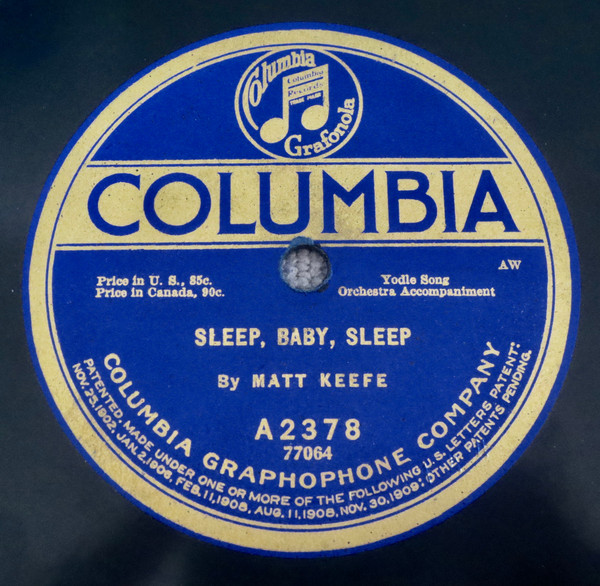 Columbia
Columbia
Records
TRADE MARK
Grafonola
COLUMBIA
AW
Price in U. S., 85c.
Price in Canada, 90c.
Yodle Song
Orchestra Accompaniment
SLEEP, BABY, SLEEP
By MATT KEEFE
A2378
77064
COLUMBIA GRAPHOPHONE COMPANY
PATENTED; MADE UNDER ONE OR MORE OF THE FOLLOWING U.S. LETTERS PATENT:
NOV. 25, 1902, JAN. 2, 1906, FEB. 11, 1908, AUG. 11, 1908, NOV. 30, 1909; OTHER PATENTS PENDING.